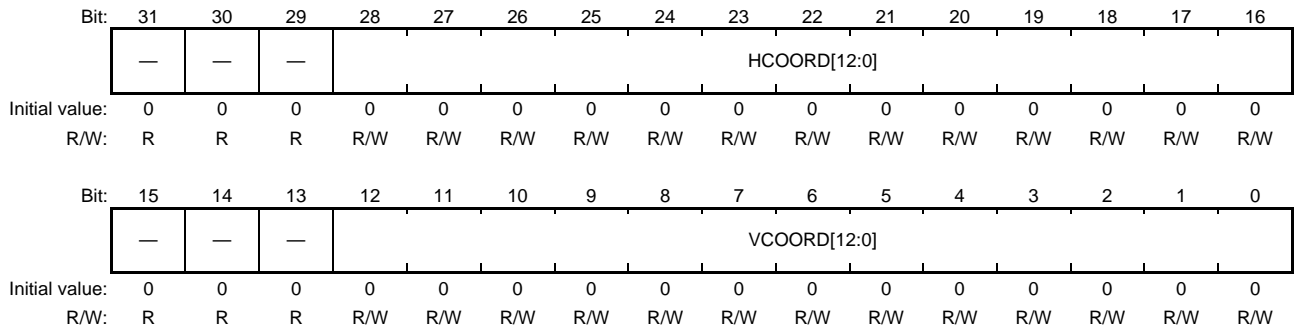 Bit: 31 30 29 28 27 26 25 24 23 22 21 20 19 18 17 16
— — — HCOORD[12:0]
Initial value: 0 0 0 0 0 0 0 0 0 0 0 0 0 0 0 0
R/W: R R R R/W R/W R/W R/W R/W R/W R/W R/W R/W R/W R/W R/W R/W
Bit: 15 14 13 12 11 10 9 8 7 6 5 4 3 2 1 0
— — — VCOORD[12:0]
Initial value: 0 0 0 0 0 0 0 0 0 0 0 0 0 0 0 0
R/W: R R R R/W R/W R/W R/W R/W R/W R/W R/W R/W R/W R/W R/W R/W